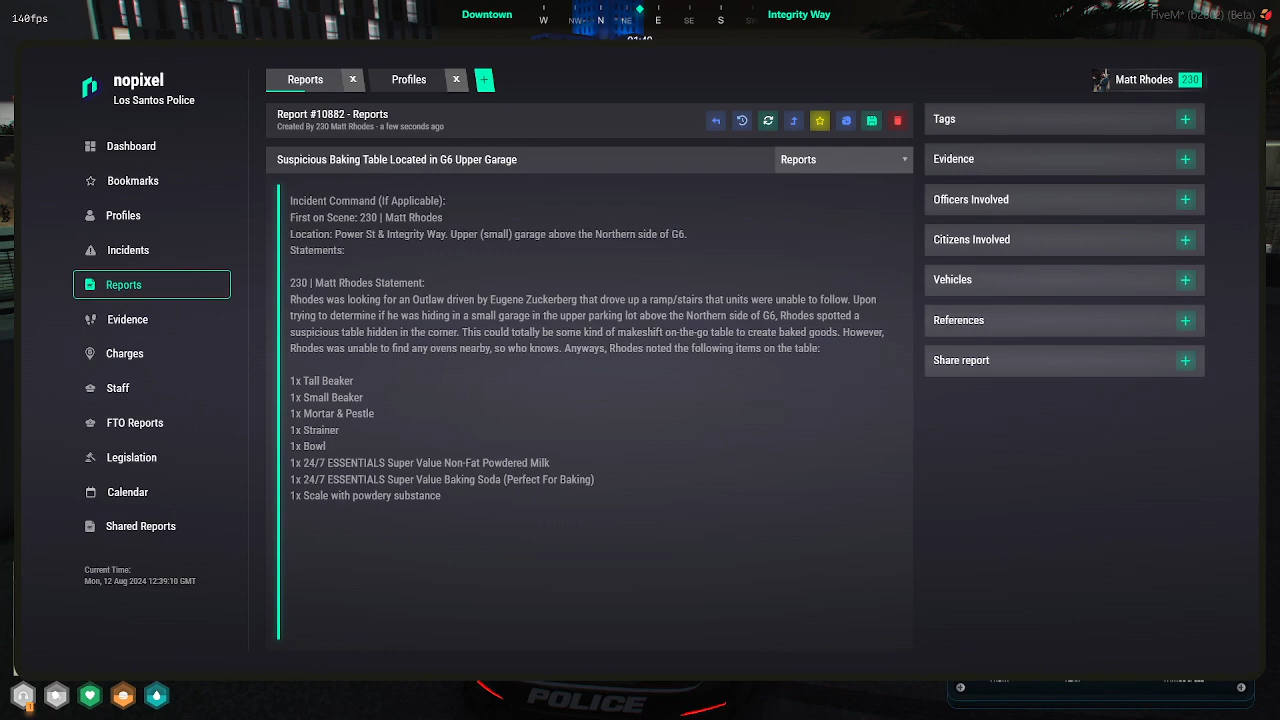 140fps
Downtown
W
NW
N
NE
E
SE
S
SW
Integrity Way
FiveM* (b2802) (Beta)
01:40
nopixel
Los Santos Police
Reports
x
Profiles
x
+
Matt Rhodes 230
Report #10882 - Reports
Created By 230 Matt Rhodes - a few seconds ago
Suspicious Baking Table Located in G6 Upper Garage
Reports
Dashboard
Bookmarks
Profiles
Incidents
Reports
Evidence
Charges
Staff
FTO Reports
Legislation
Calendar
Shared Reports
Current Time:
Mon, 12 Aug 2024 12:39:10 GMT
Incident Command (If Applicable):
First on Scene: 230 | Matt Rhodes
Location: Power St & Integrity Way. Upper (small) garage above the Northern side of G6.
Statements:
230 | Matt Rhodes Statement:
Rhodes was looking for an Outlaw driven by Eugene Zuckerberg that drove up a ramp/stairs that units were unable to follow. Upon
trying to determine if he was hiding in a small garage in the upper parking lot above the Northern side of G6, Rhodes spotted a
suspicious table hidden in the corner. This could totally be some kind of makeshift on-the-go table to create baked goods. However,
Rhodes was unable to find any ovens nearby, so who knows. Anyways, Rhodes noted the following items on the table:
1x Tall Beaker
1x Small Beaker
1x Mortar & Pestle
1x Strainer
1x Bowl
1x 24/7 ESSENTIALS Super Value Non-Fat Powdered Milk
1x 24/7 ESSENTIALS Super Value Baking Soda (Perfect For Baking)
1x Scale with powdery substance
Tags
Evidence
Officers Involved
Citizens Involved
Vehicles
References
Share report
POLICE